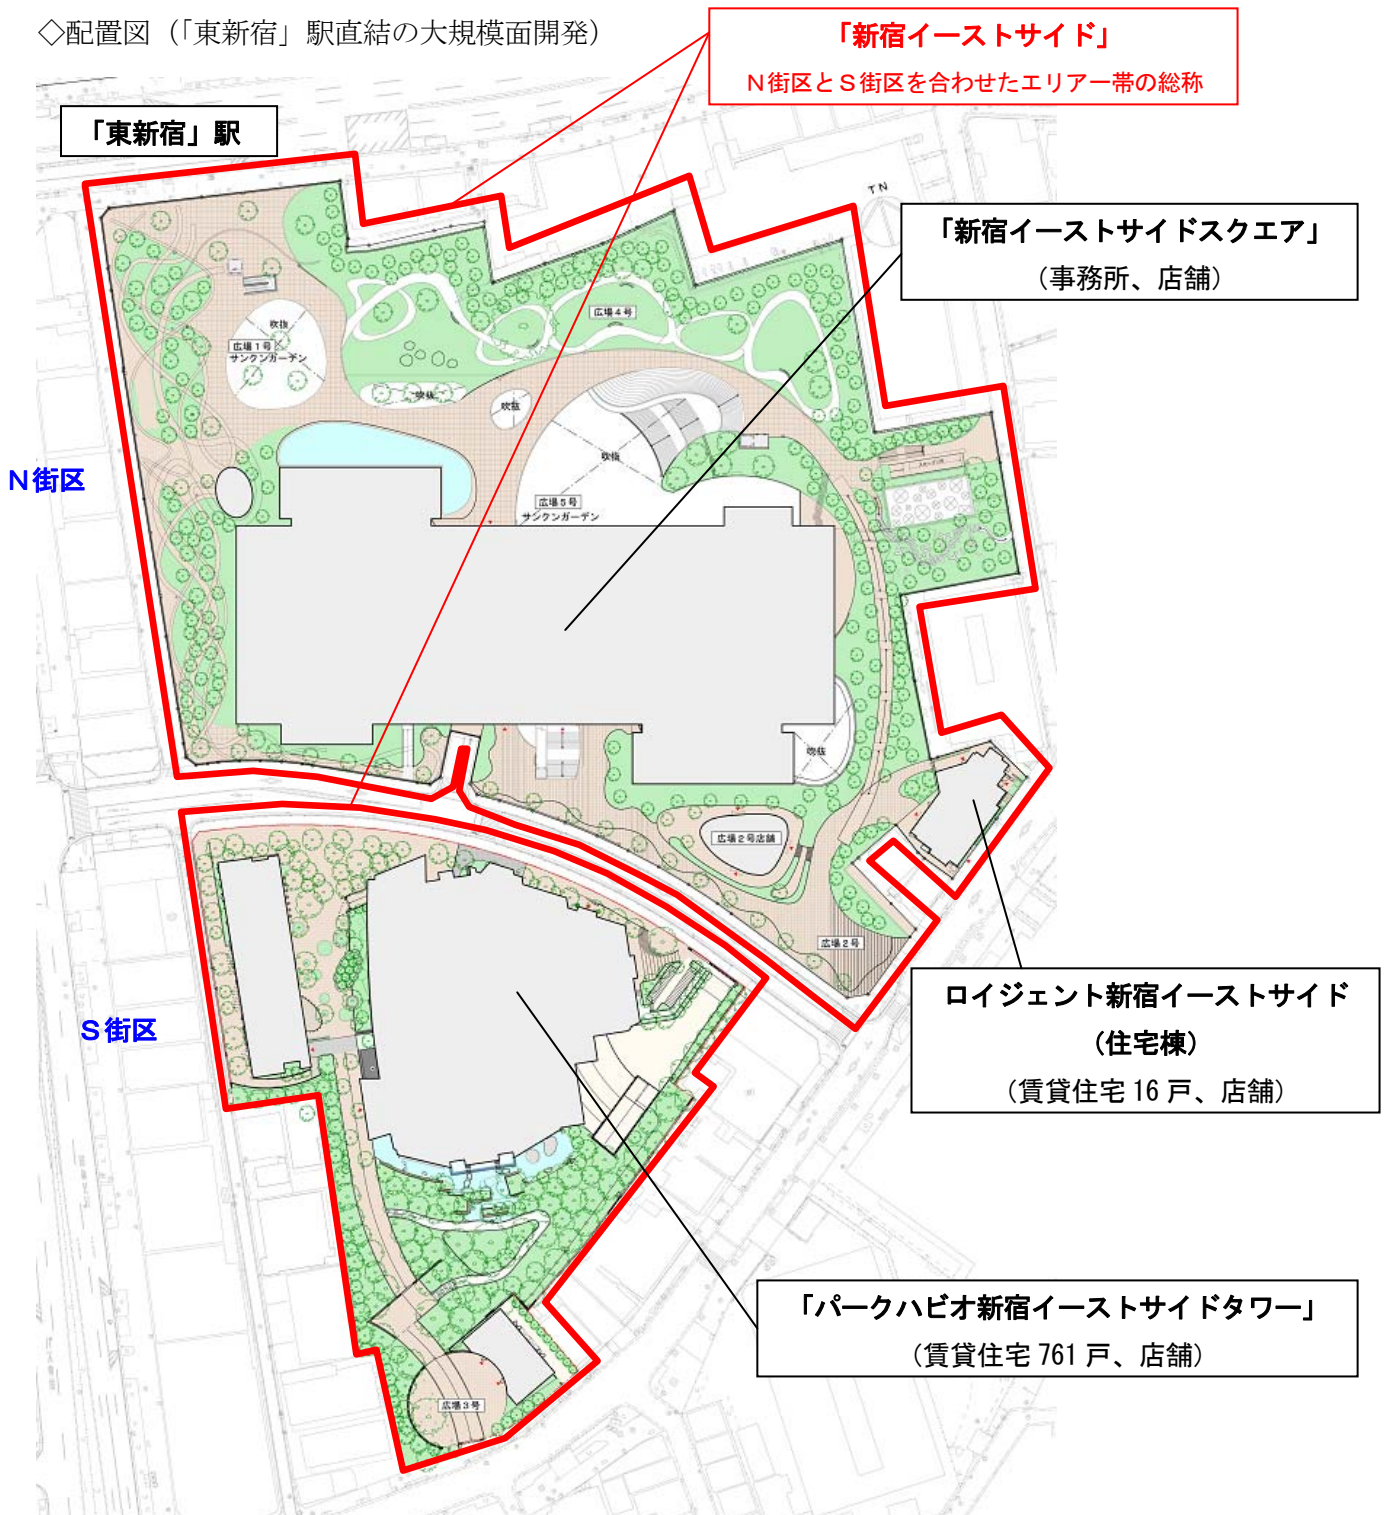 ◇配置図（「東新宿」駅直結の大規模面開発）
「新宿イーストサイド」
N街区とS街区を合わせたエリア一帯の総称
「東新宿」駅
TN
「新宿イーストサイドスクエア」
（事務所、店舗）
広場4号
吹抜
広場1号
サンクンガーデン
吹抜
吹抜
吹抜
N街区
広場5号
サンクンガーデン
吹抜
広場2号店舗
広場2号
ロイジェント新宿イーストサイド
（住宅棟）
（賃貸住宅 16 戸、店舗）
S街区
「パークハビオ新宿イーストサイドタワー」
（賃貸住宅 761 戸、店舗）
広場3号